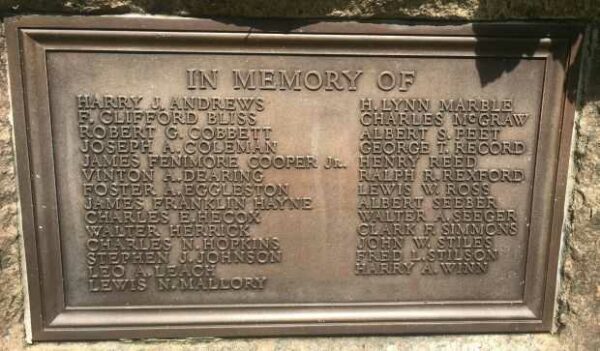 IN MEMORY OF
HARRY J. ANDREWS
F. CLIFFORD BLISS
ROBERT G. COBBETT
JOSEPH A. COLEMAN
JAMES FENIMORE COOPER Jr.
VINTON A. DEARING
FOSTER A. EGGLESTON
JAMES FRANKLIN HAYNE
CHARLES E. HECOX
WALTER HERRICK
CHARLES N. HOPKINS
STEPHEN J. JOHNSON
LEO A. LEACH
LEWIS N. MALLORY
H. LYNN MARBLE
CHARLES McGRAW
ALBERT S. PEET
GEORGE T. RECORD
HENRY REED
RALPH R. REXFORD
LEWIS W. ROSS
ALBERT SEEBER
WALTER A. SEEGER
CLARK F. SIMMONS
JOHN W. STILES
FRED L. STILSON
HARRY A. WINN